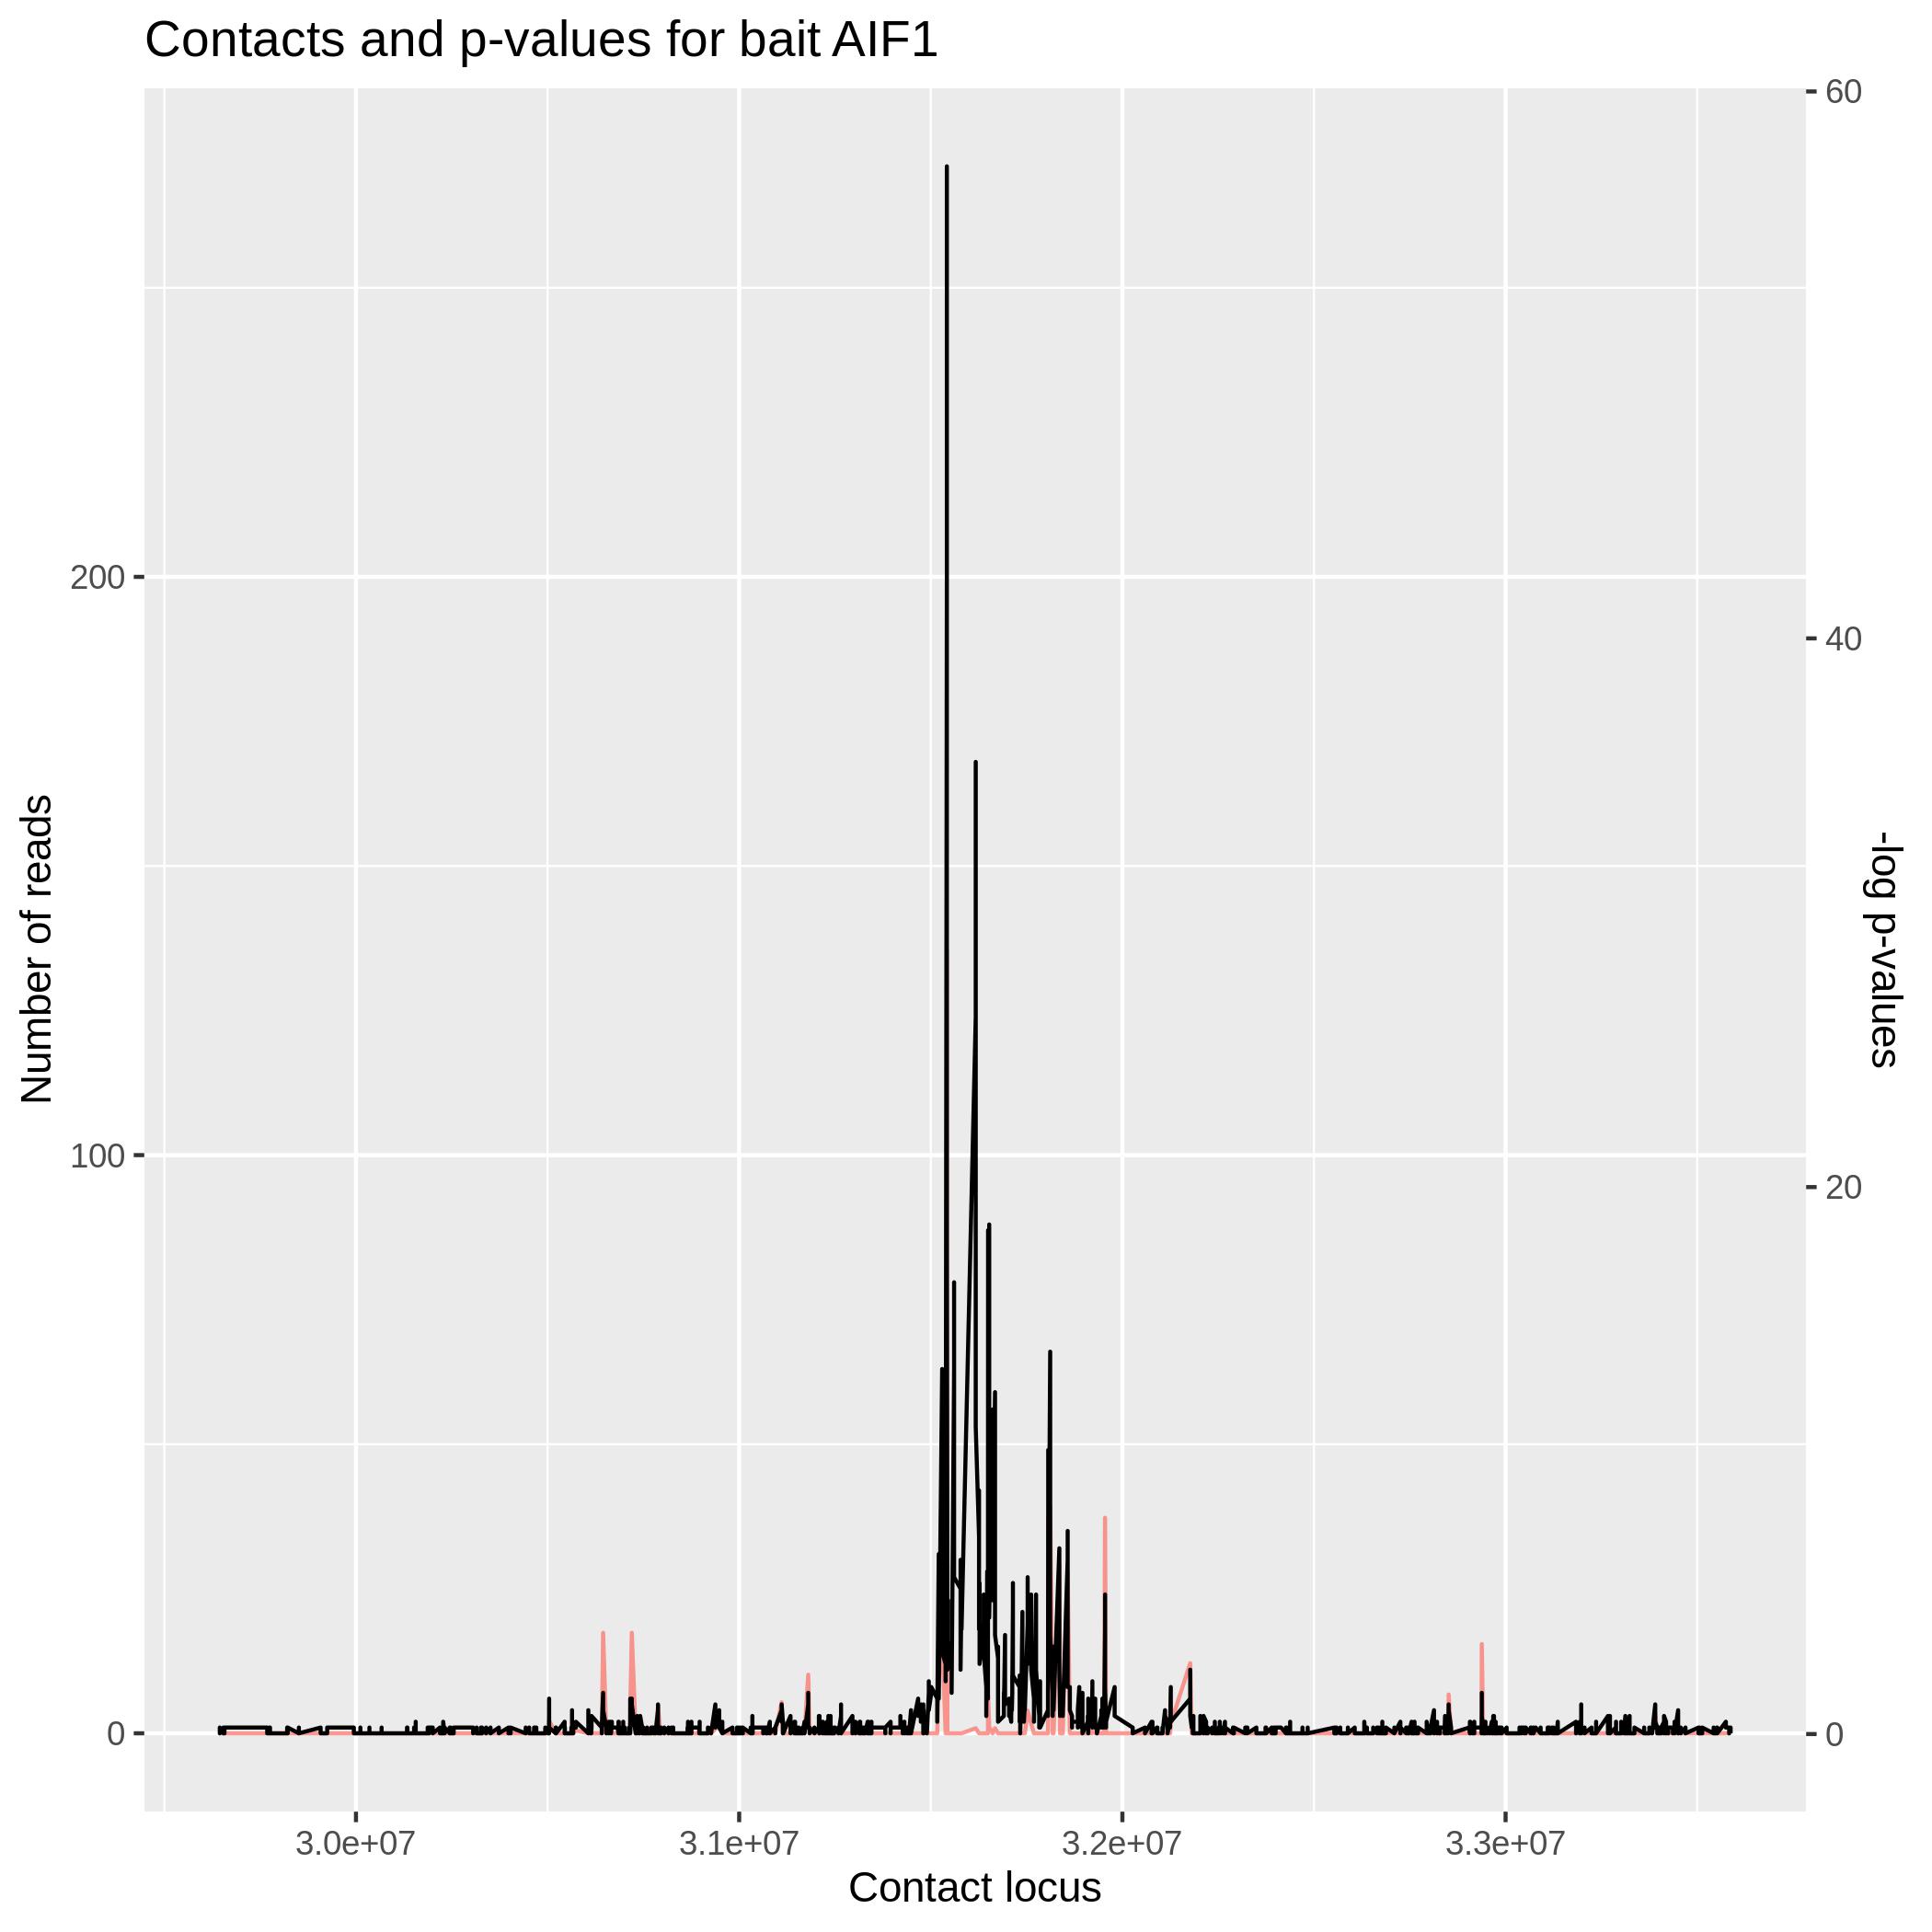 Contacts and p-values for bait AIF1
60
200
40
Number of reads
-log p-values
100
20
0
0
3.0e+07 3.1e+07 3.2e+07 3.3e+07
Contact locus